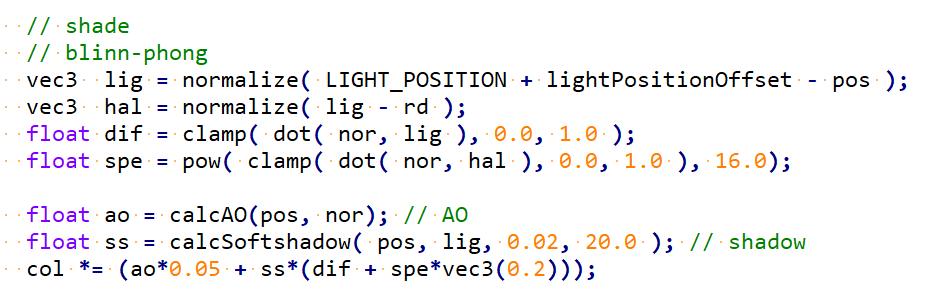 // shade
// blinn-phong
vec3  lig = normalize( LIGHT_POSITION + lightPositionOffset - pos );
vec3  hal = normalize( lig - rd );
float dif = clamp( dot( nor, lig ), 0.0, 1.0 );
float spe = pow( clamp( dot( nor, hal ), 0.0, 1.0 ), 16.0);

float ao = calcAO(pos, nor); // AO
float ss = calcSoftshadow( pos, lig, 0.02, 20.0 ); // shadow
col *= (ao*0.05 + ss*(dif + spe*vec3(0.2)));